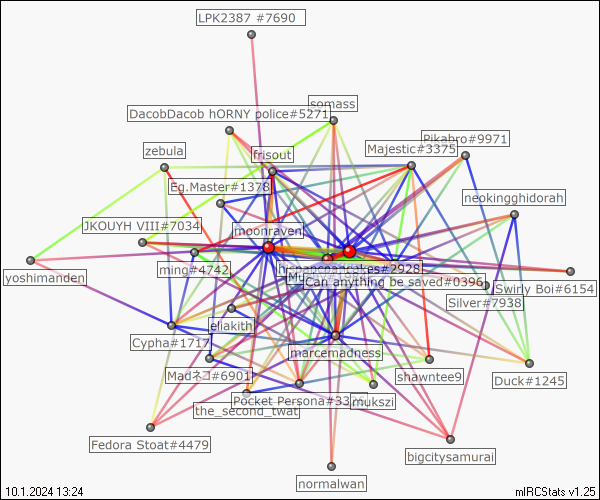 LPK2387 #7690
somass
DacobDacob hORNY police#5271
Pikabro#9971
Majestic#3375
zebula
frisout
Eg.Master#1378
neokingghidorah
JKOUYH VIII#7034
moonraven
ming#4742
yoshimanden
#2928
Can anything be saved#0396
Swirly Boi#6154
Silver#7938
eliakith
Cypha#1717
marcemadness
Madネコ#6901
shawntee9
Duck#1245
Pocket Persona#33
mukszi
the_second_twat
Fedora Stoat#4479
bigcitysamurai
normalwan
10.1.2024 13:24
mIRCStats v1.25